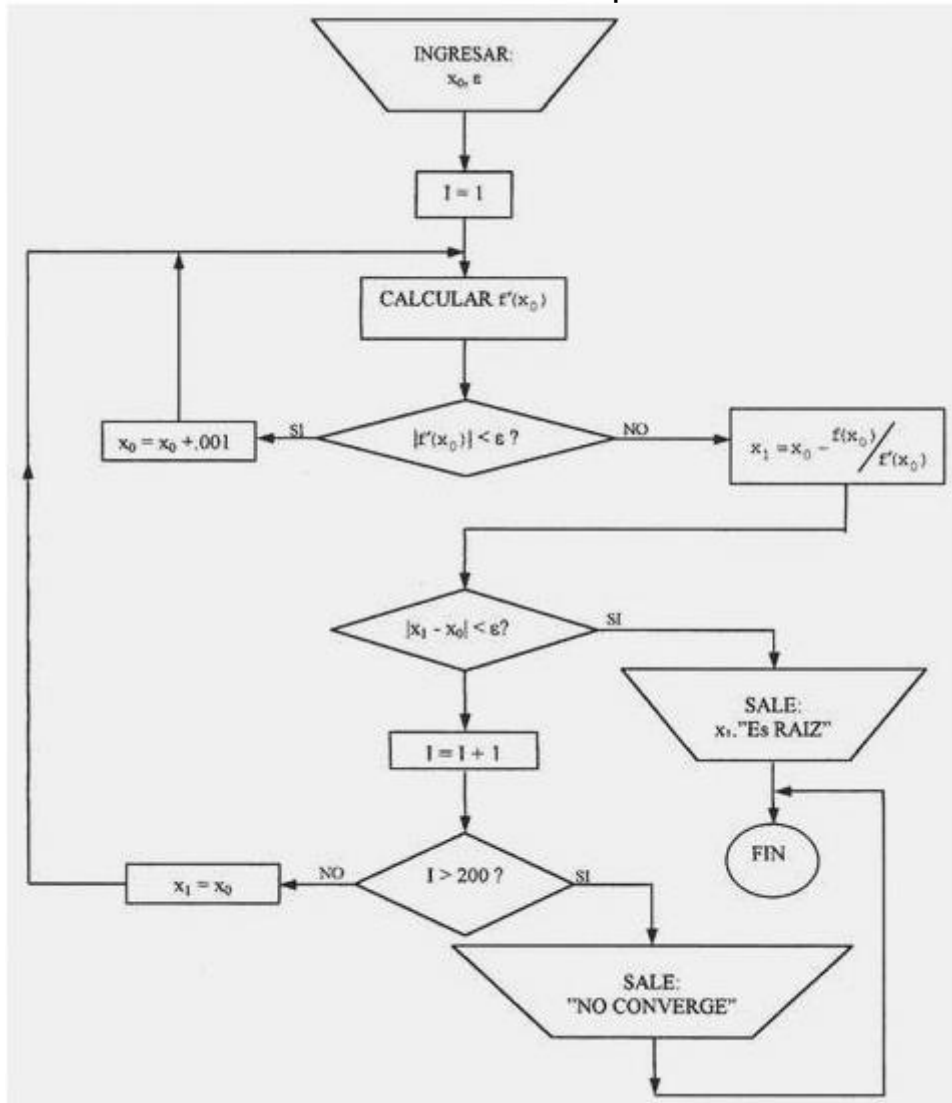 INGRESAR:
x₀, ε
I = 1
CALCULAR f'(x₀)
|f'(x₀)| < ε ?
SI
x₀ = x₀ +.001
NO
x₁ = x₀ - f(x₀)/f'(x₀)
|x₁ - x₀| < ε?
SI
SALE:
x₁."Es RAIZ"
I = I + 1
FIN
I > 200 ?
NO
x₁ = x₀
SI
SALE:
"NO CONVERGE"